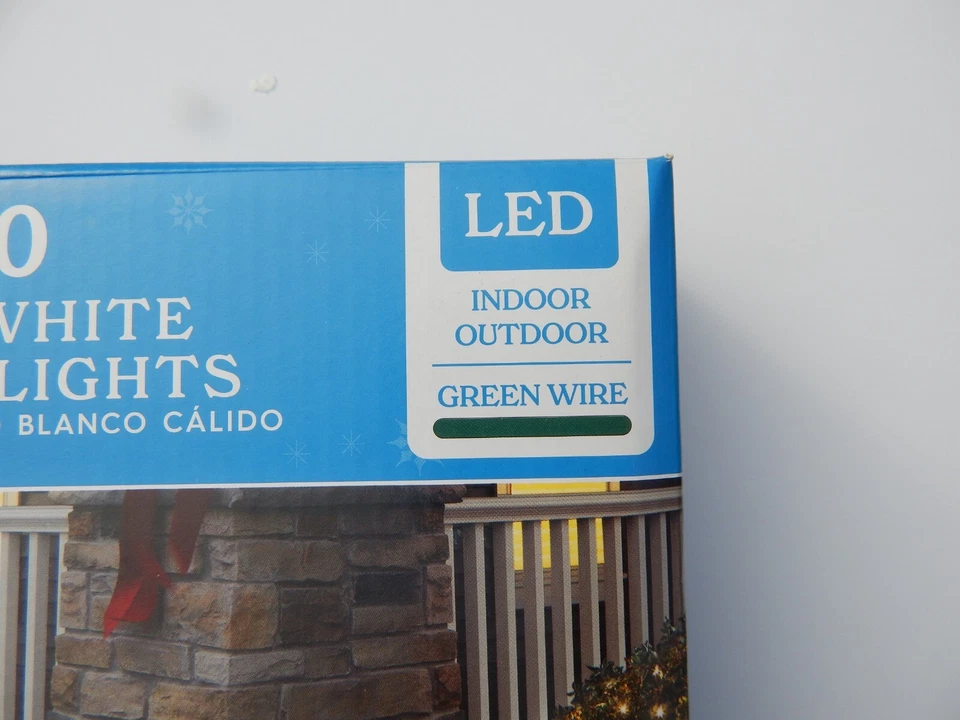 0
WHITE
LIGHTS
BLANCO CÁLIDO
LED
INDOOR
OUTDOOR
GREEN WIRE